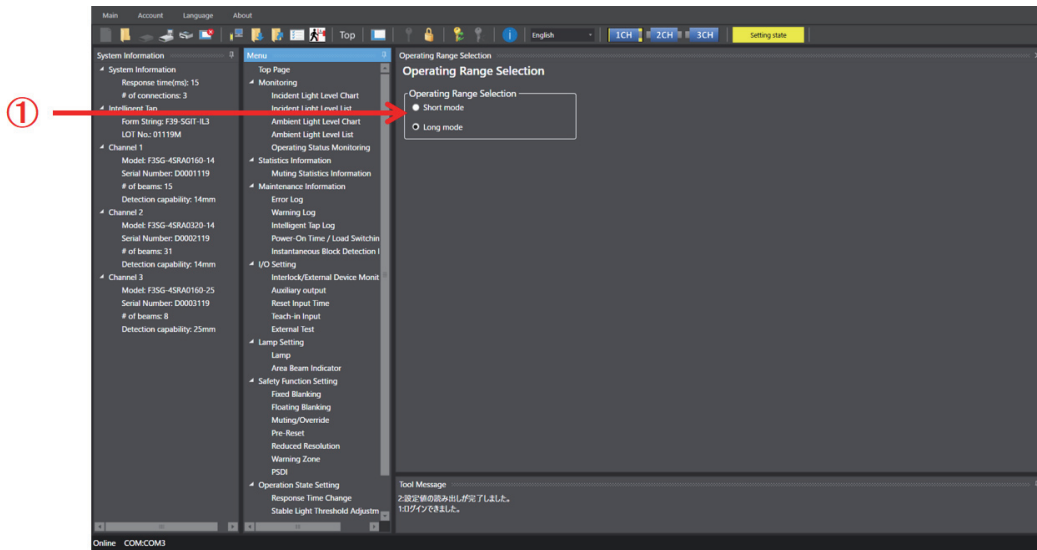 Main Account Language About
Top English 1CH 2CH 3CH Setting state
System Information
System Information
Response time(ms): 15
# of connections: 3
Intelligent Tap
Form String: F39-SGIT-IL3
LOT No.: 01119M
Channel 1
Model: F3SG-4SRA0160-14
Serial Number: D0001119
# of beams: 15
Detection capability: 14mm
Channel 2
Model: F3SG-4SRA0320-14
Serial Number: D0002119
# of beams: 31
Detection capability: 14mm
Channel 3
Model: F3SG-4SRA0160-25
Serial Number: D0003119
# of beams: 8
Detection capability: 25mm
Menu
Top Page
Monitoring
Incident Light Level Chart
Incident Light Level List
Ambient Light Level Chart
Ambient Light Level List
Operating Status Monitoring
Statistics Information
Muting Statistics Information
Maintenance Information
Error Log
Warning Log
Intelligent Tap Log
Power-On Time / Load Switchin
Instantaneous Block Detection I
I/O Setting
Interlock/External Device Monit
Auxiliary output
Reset Input Time
Teach-in Input
External Test
Lamp Setting
Lamp
Area Beam Indicator
Safety Function Setting
Fixed Blanking
Floating Blanking
Muting/Override
Pre-Reset
Reduced Resolution
Warning Zone
PSDI
Operation State Setting
Response Time Change
Stable Light Threshold Adjustm
Operating Range Selection
Operating Range Selection
Operating Range Selection
Short mode
Long mode
①
Tool Message
2:設定値の読み出しが完了しました。
1:ログインできました。
Online COM:COM3